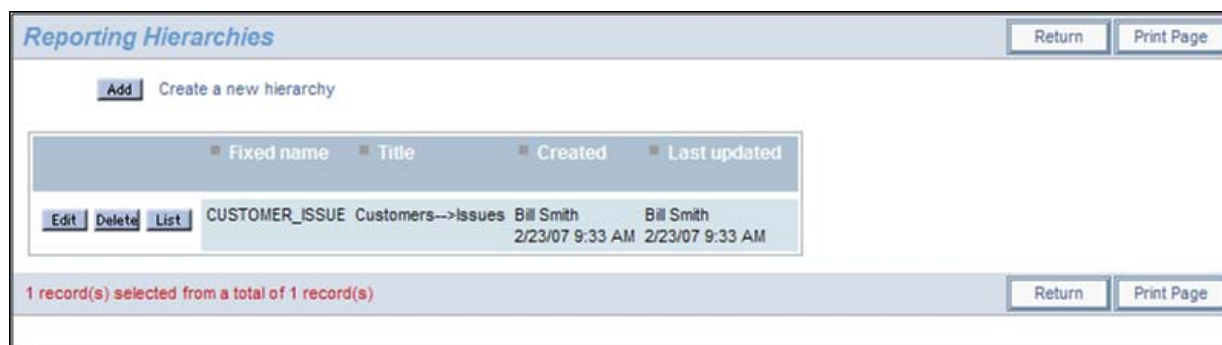 Reporting Hierarchies Return Print Page
Add Create a new hierarchy
Fixed name Title Created Last updated
Edit Delete List CUSTOMER_ISSUE Customers-->Issues Bill Smith Bill Smith
2/23/07 9:33 AM 2/23/07 9:33 AM
1 record(s) selected from a total of 1 record(s) Return Print Page